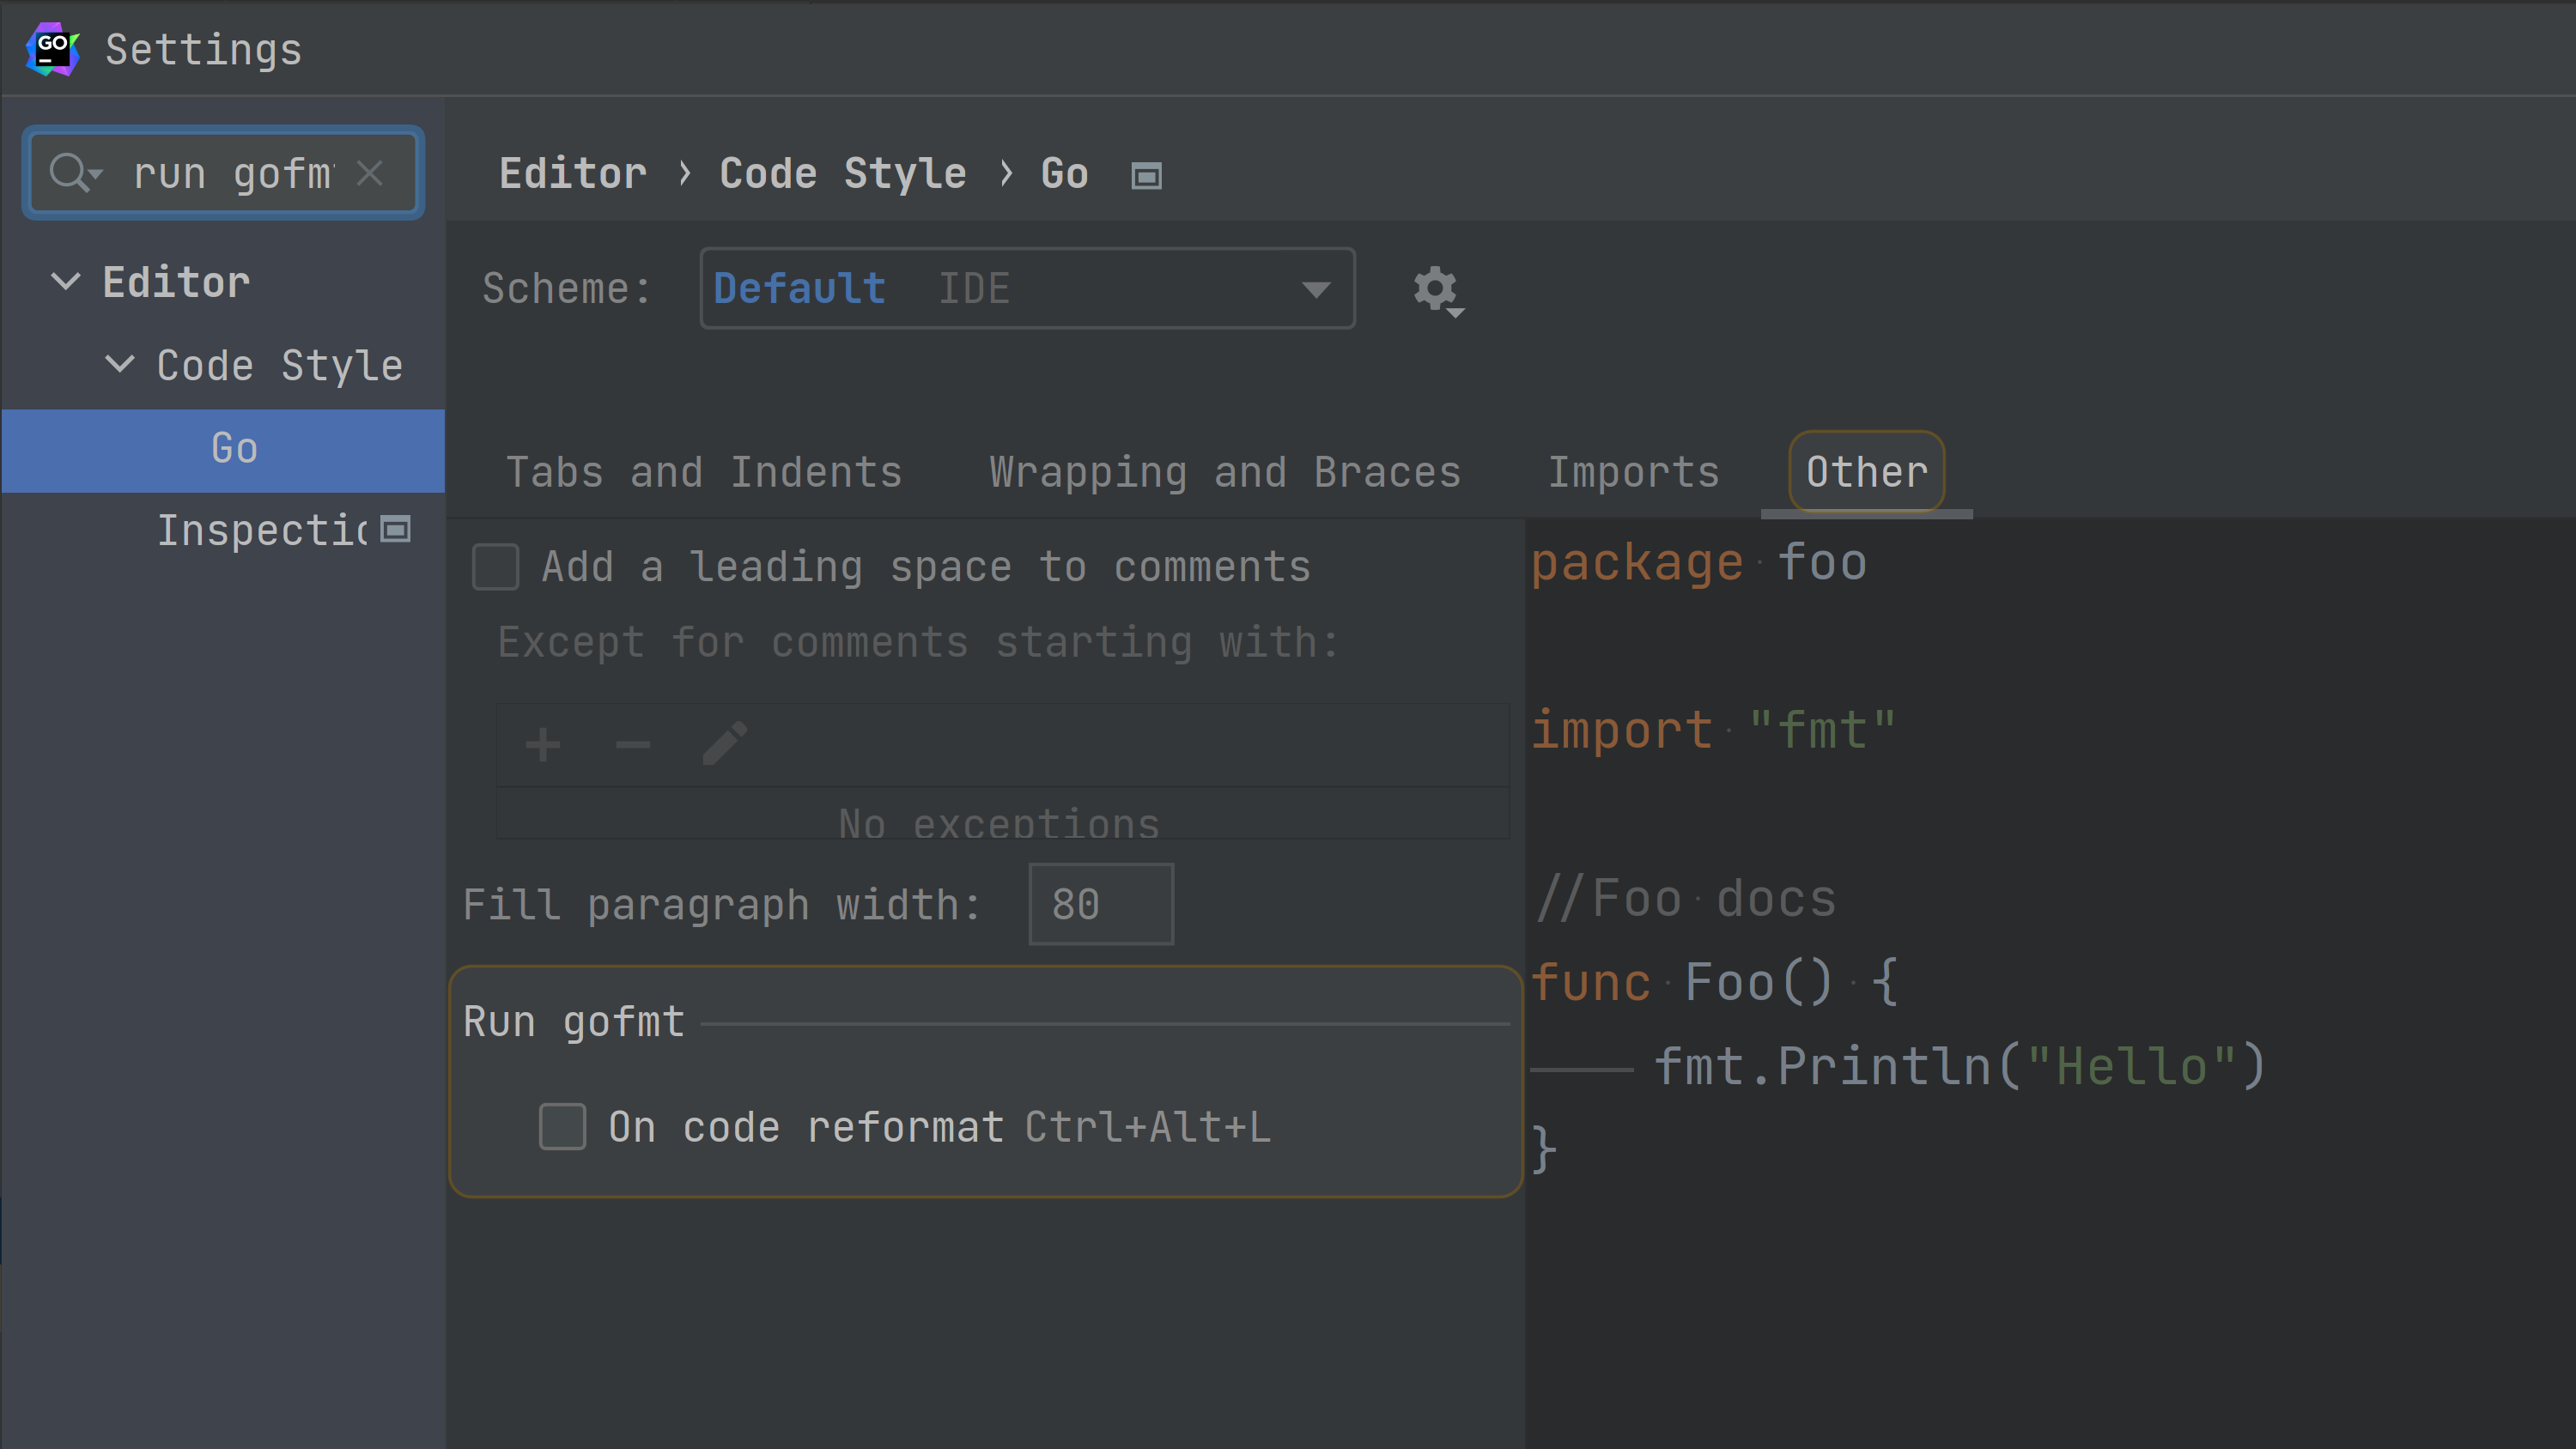 GO
Settings
run gofm
Editor
Code Style
Go
Inspectio
Editor › Code Style › Go
Scheme: Default IDE
Tabs and Indents Wrapping and Braces Imports Other
Add a leading space to comments
Except for comments starting with:
No exceptions
Fill paragraph width: 80
Run gofmt
On code reformat Ctrl+Alt+L
package foo
import "fmt"
//Foo docs
func Foo() {
fmt.Println("Hello")
}